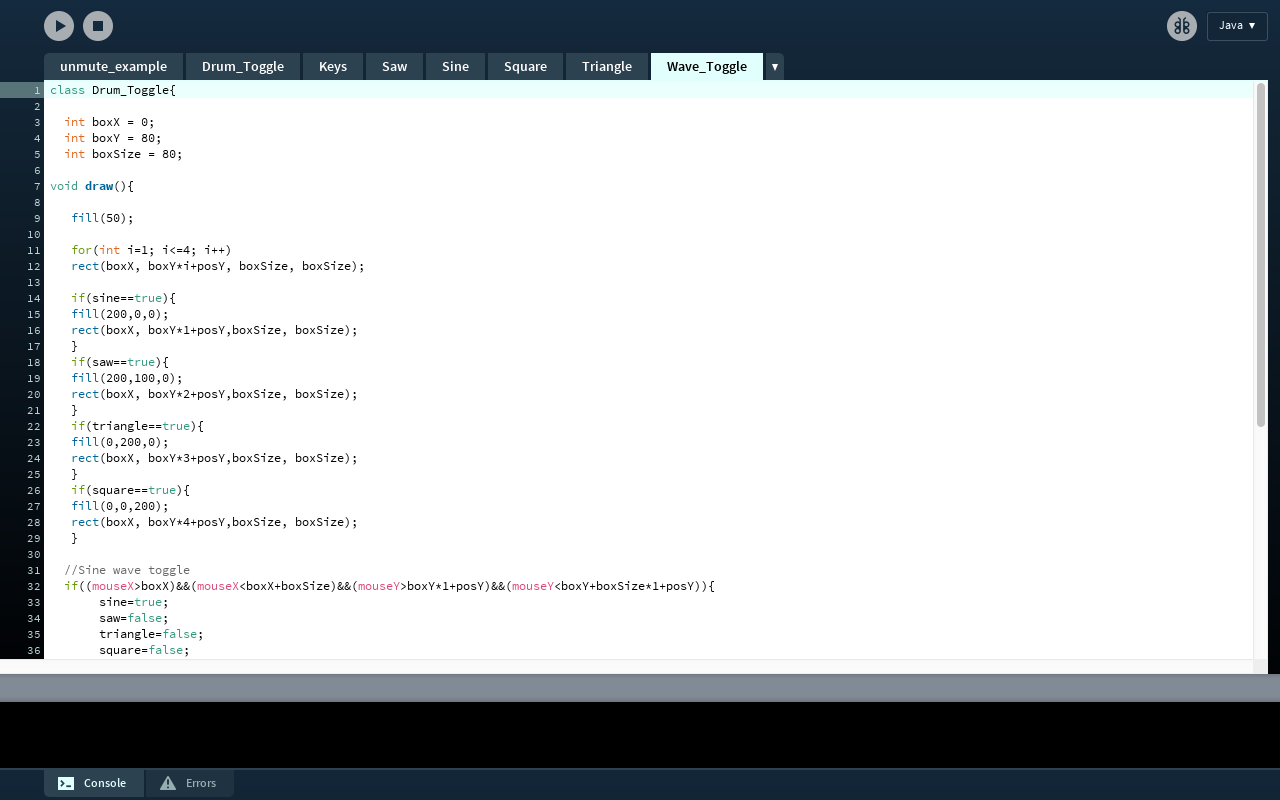 Java ▼
unmute_example Drum_Toggle Keys Saw Sine Square Triangle Wave_Toggle ▼
1 class Drum_Toggle{
2
3 int boxX = 0;
4 int boxY = 80;
5 int boxSize = 80;
6
7 void draw(){
8
9 fill(50);
10
11 for(int i=1; i<=4; i++)
12 rect(boxX, boxY*i+posY, boxSize, boxSize);
13
14 if(sine==true){
15 fill(200,0,0);
16 rect(boxX, boxY*1+posY,boxSize, boxSize);
17 }
18 if(saw==true){
19 fill(200,100,0);
20 rect(boxX, boxY*2+posY,boxSize, boxSize);
21 }
22 if(triangle==true){
23 fill(0,200,0);
24 rect(boxX, boxY*3+posY,boxSize, boxSize);
25 }
26 if(square==true){
27 fill(0,0,200);
28 rect(boxX, boxY*4+posY,boxSize, boxSize);
29 }
30
31 //Sine wave toggle
32 if((mouseX>boxX)&&(mouseX<boxX+boxSize)&&(mouseY>boxY*1+posY)&&(mouseY<boxY+boxSize*1+posY)){
33 sine=true;
34 saw=false;
35 triangle=false;
36 square=false;
Console Errors